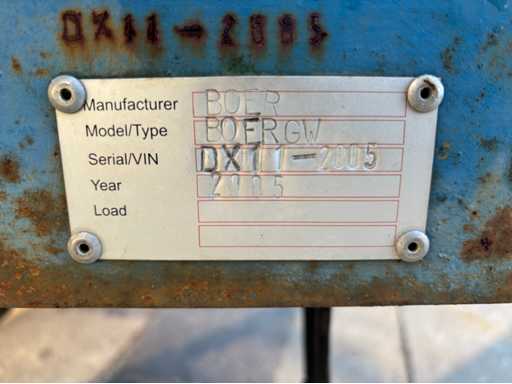 DX11-2005
Manufacturer BOER
Model/Type BOERGW
Serial/VIN DX11-2005
Year 2005
Load